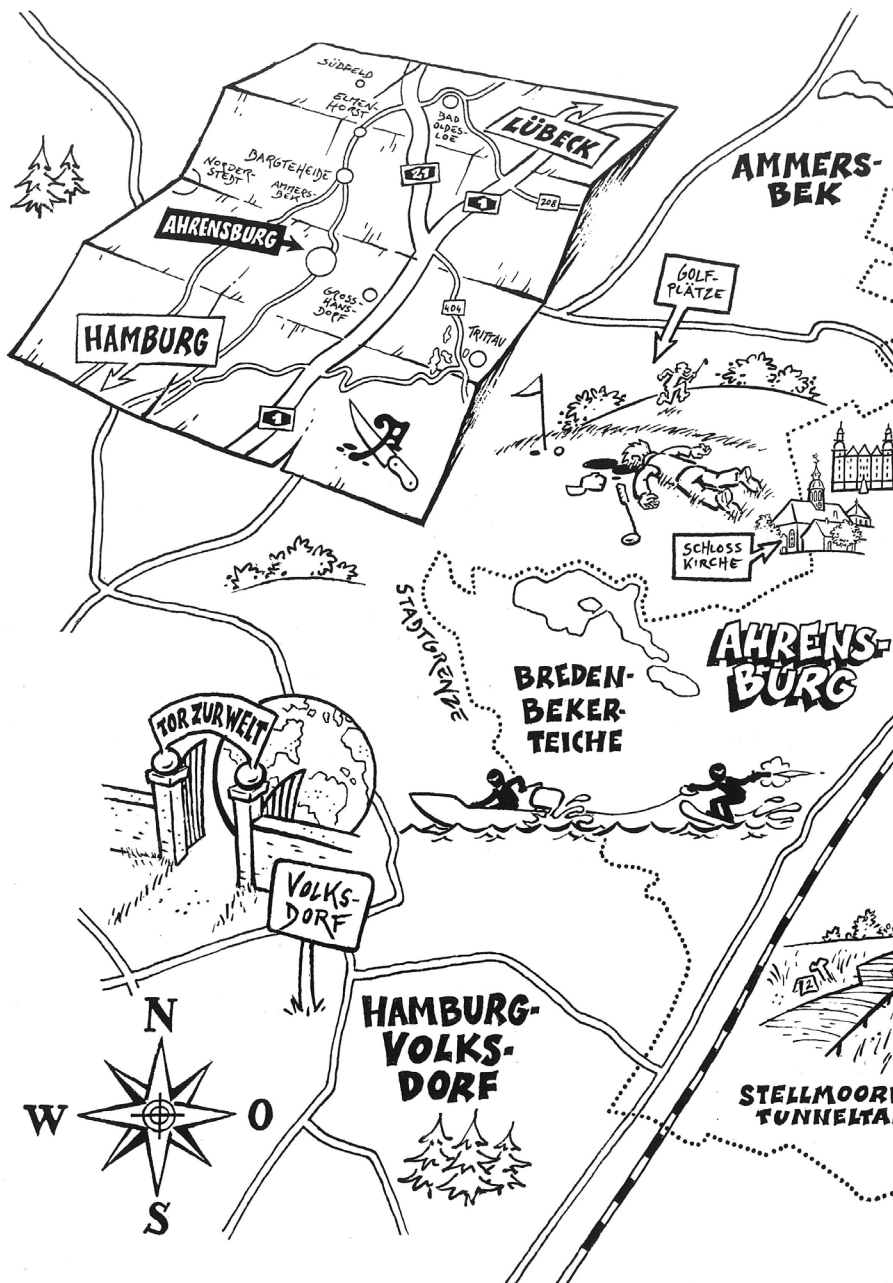 SÜDFELD
ELMEN-
HORST
BAD
OLDES-
LOE
LÜBECK
NORDER-
STEDT
BARGTEHEIDE
AMMERS-
BEK
21
1
208
AHRENSBURG
GROSS-
HANS-
DORF
404
TRITTAU
HAMBURG
1
AMMERS-
BEK
GOLF-
PLÄTZE
SCHLOSS
KIRCHE
STADTGRENZE
AHRENS-
BURG
BREDEN-
BEKER-
TEICHE
TOR ZUR WELT
VOLKS-
DORF
HAMBURG-
VOLKS-
DORF
N
W
O
S
STELLMOOR
TUNNELTA